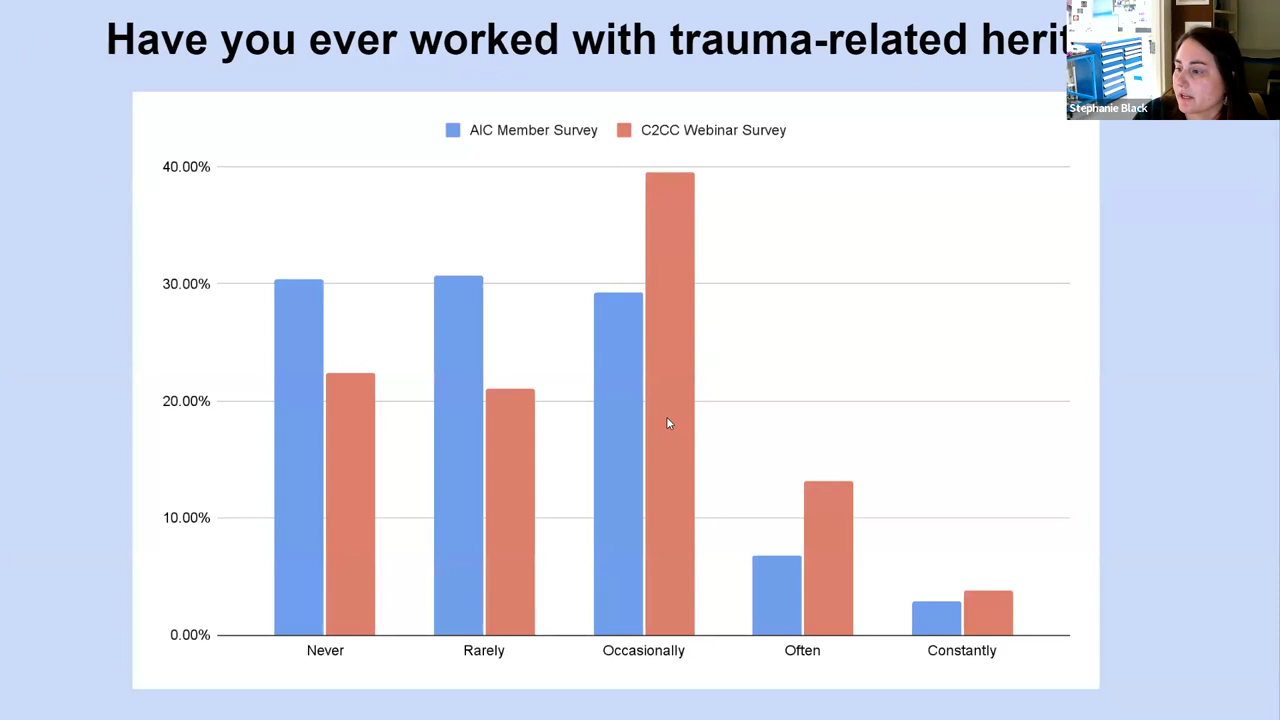 Have you ever worked with trauma-related
Stephanie Black
AIC Member Survey
C2CC Webinar Survey
40.00%
30.00%
20.00%
10.00%
0.00%
Never
Rarely
Occasionally
Often
Constantly